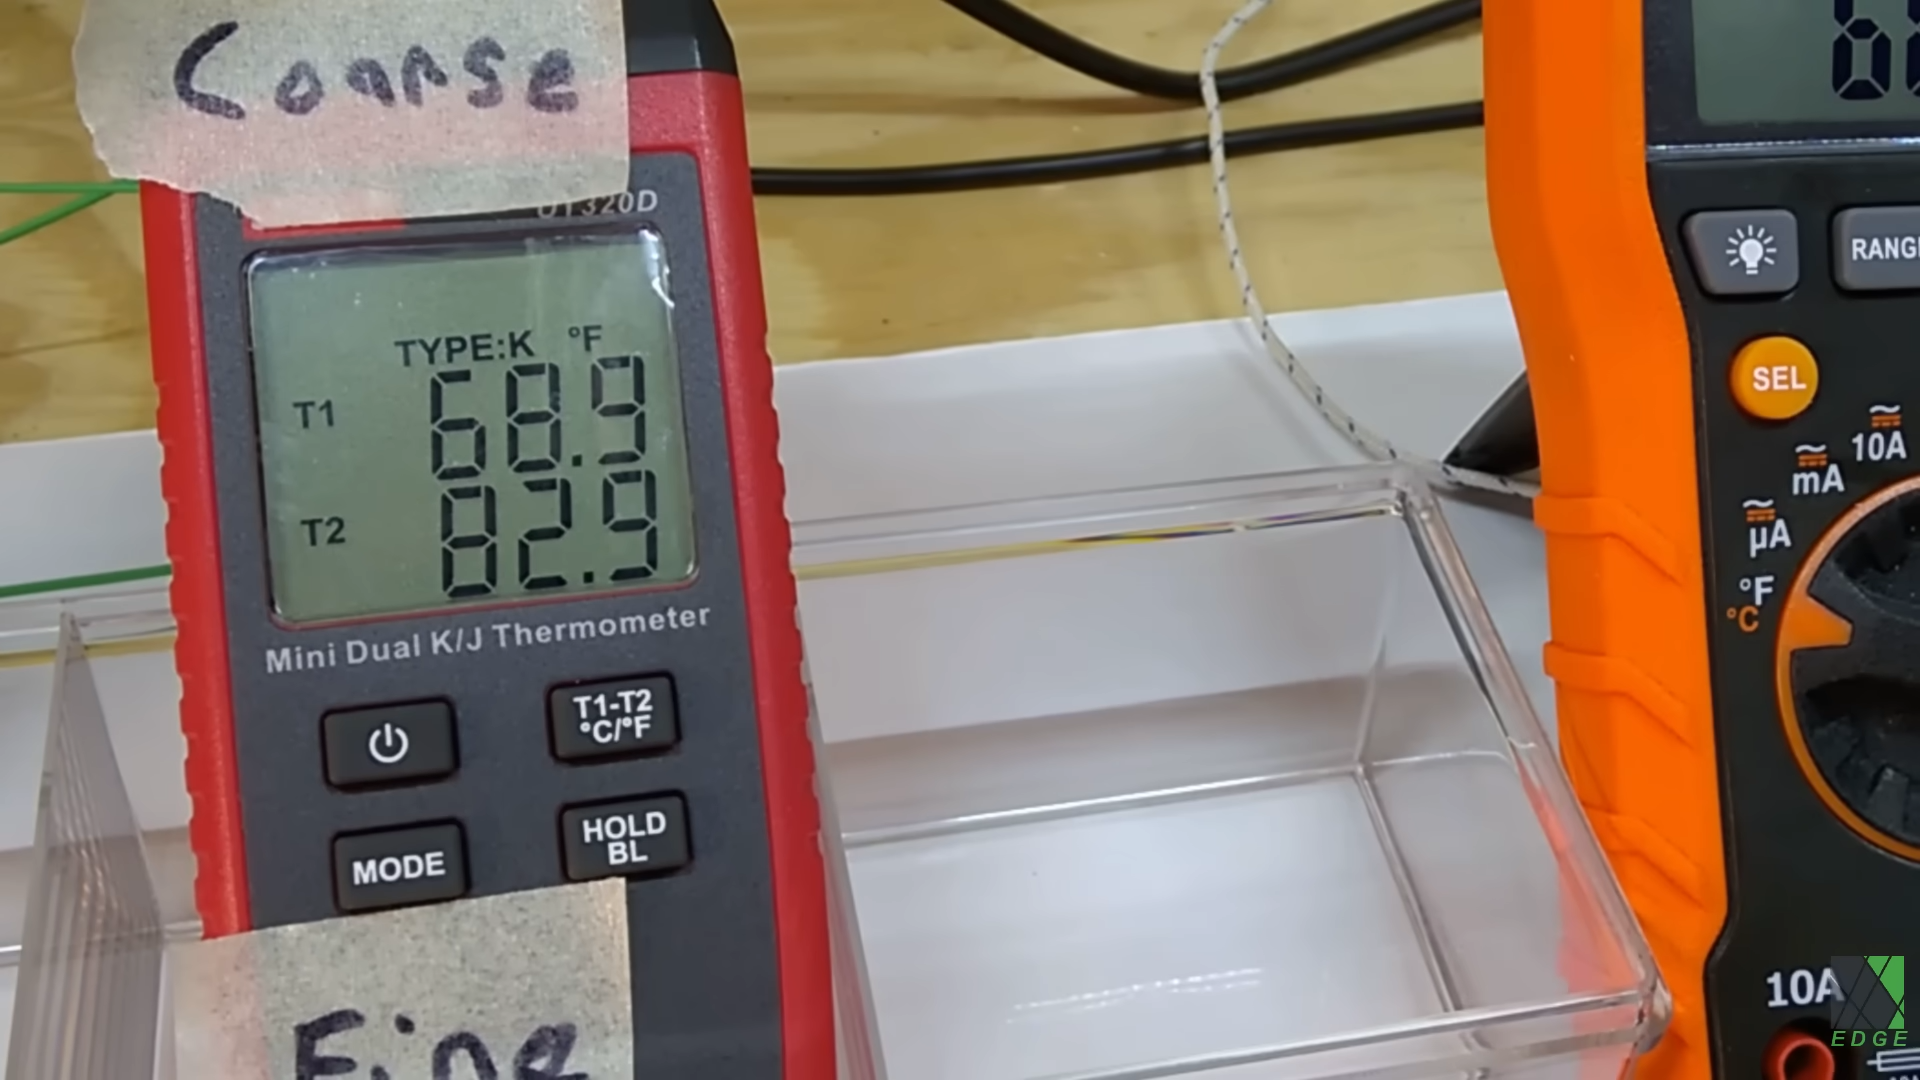 Coarse
UT320D
TYPE:K °F
T1 68.9
T2 82.9
Mini Dual K/J Thermometer
T1-T2
°C/°F
MODE
HOLD
BL
Fine
SEL
10A
mA
µA
°F
°C
10A
EDGE